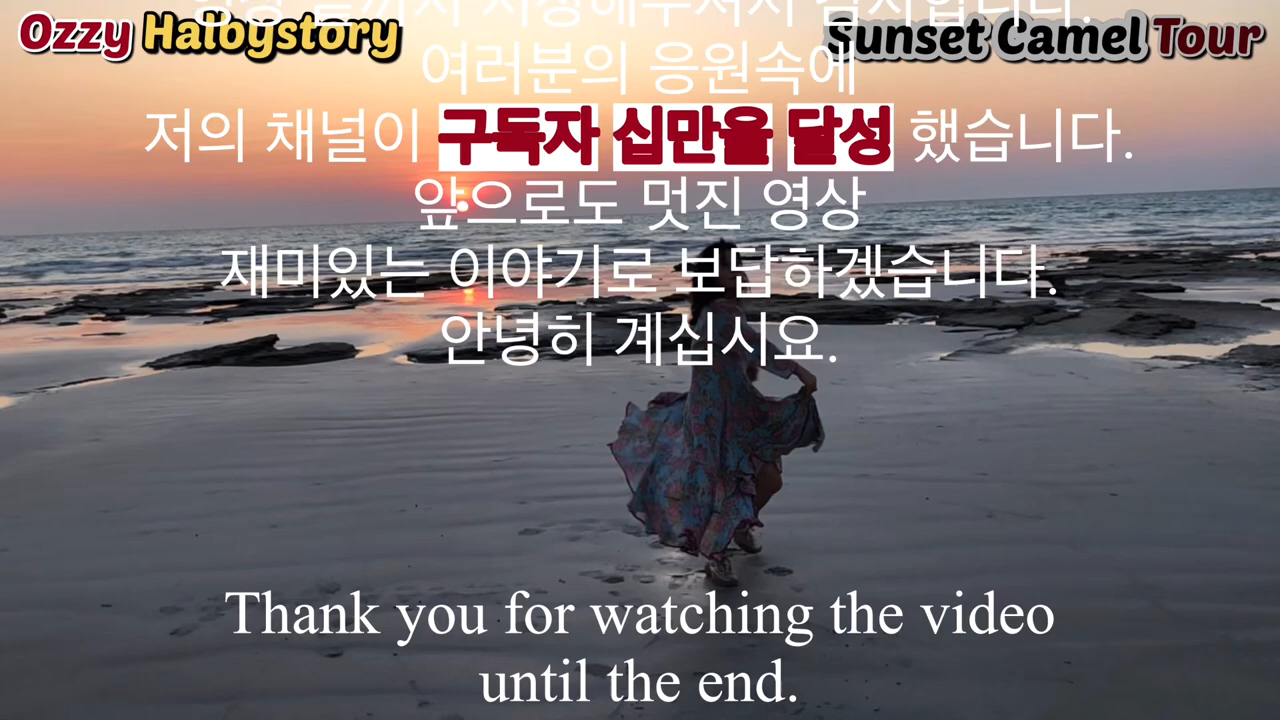 Ozzy Halbystory
Sunset Camel Tour
여러분의 응원속에
저의 채널이 구독자 십만을 달성 했습니다.
앞으로도 멋진 영상
재미있는 이야기로 보답하겠습니다.
안녕히 계십시요.
Thank you for watching the video
until the end.